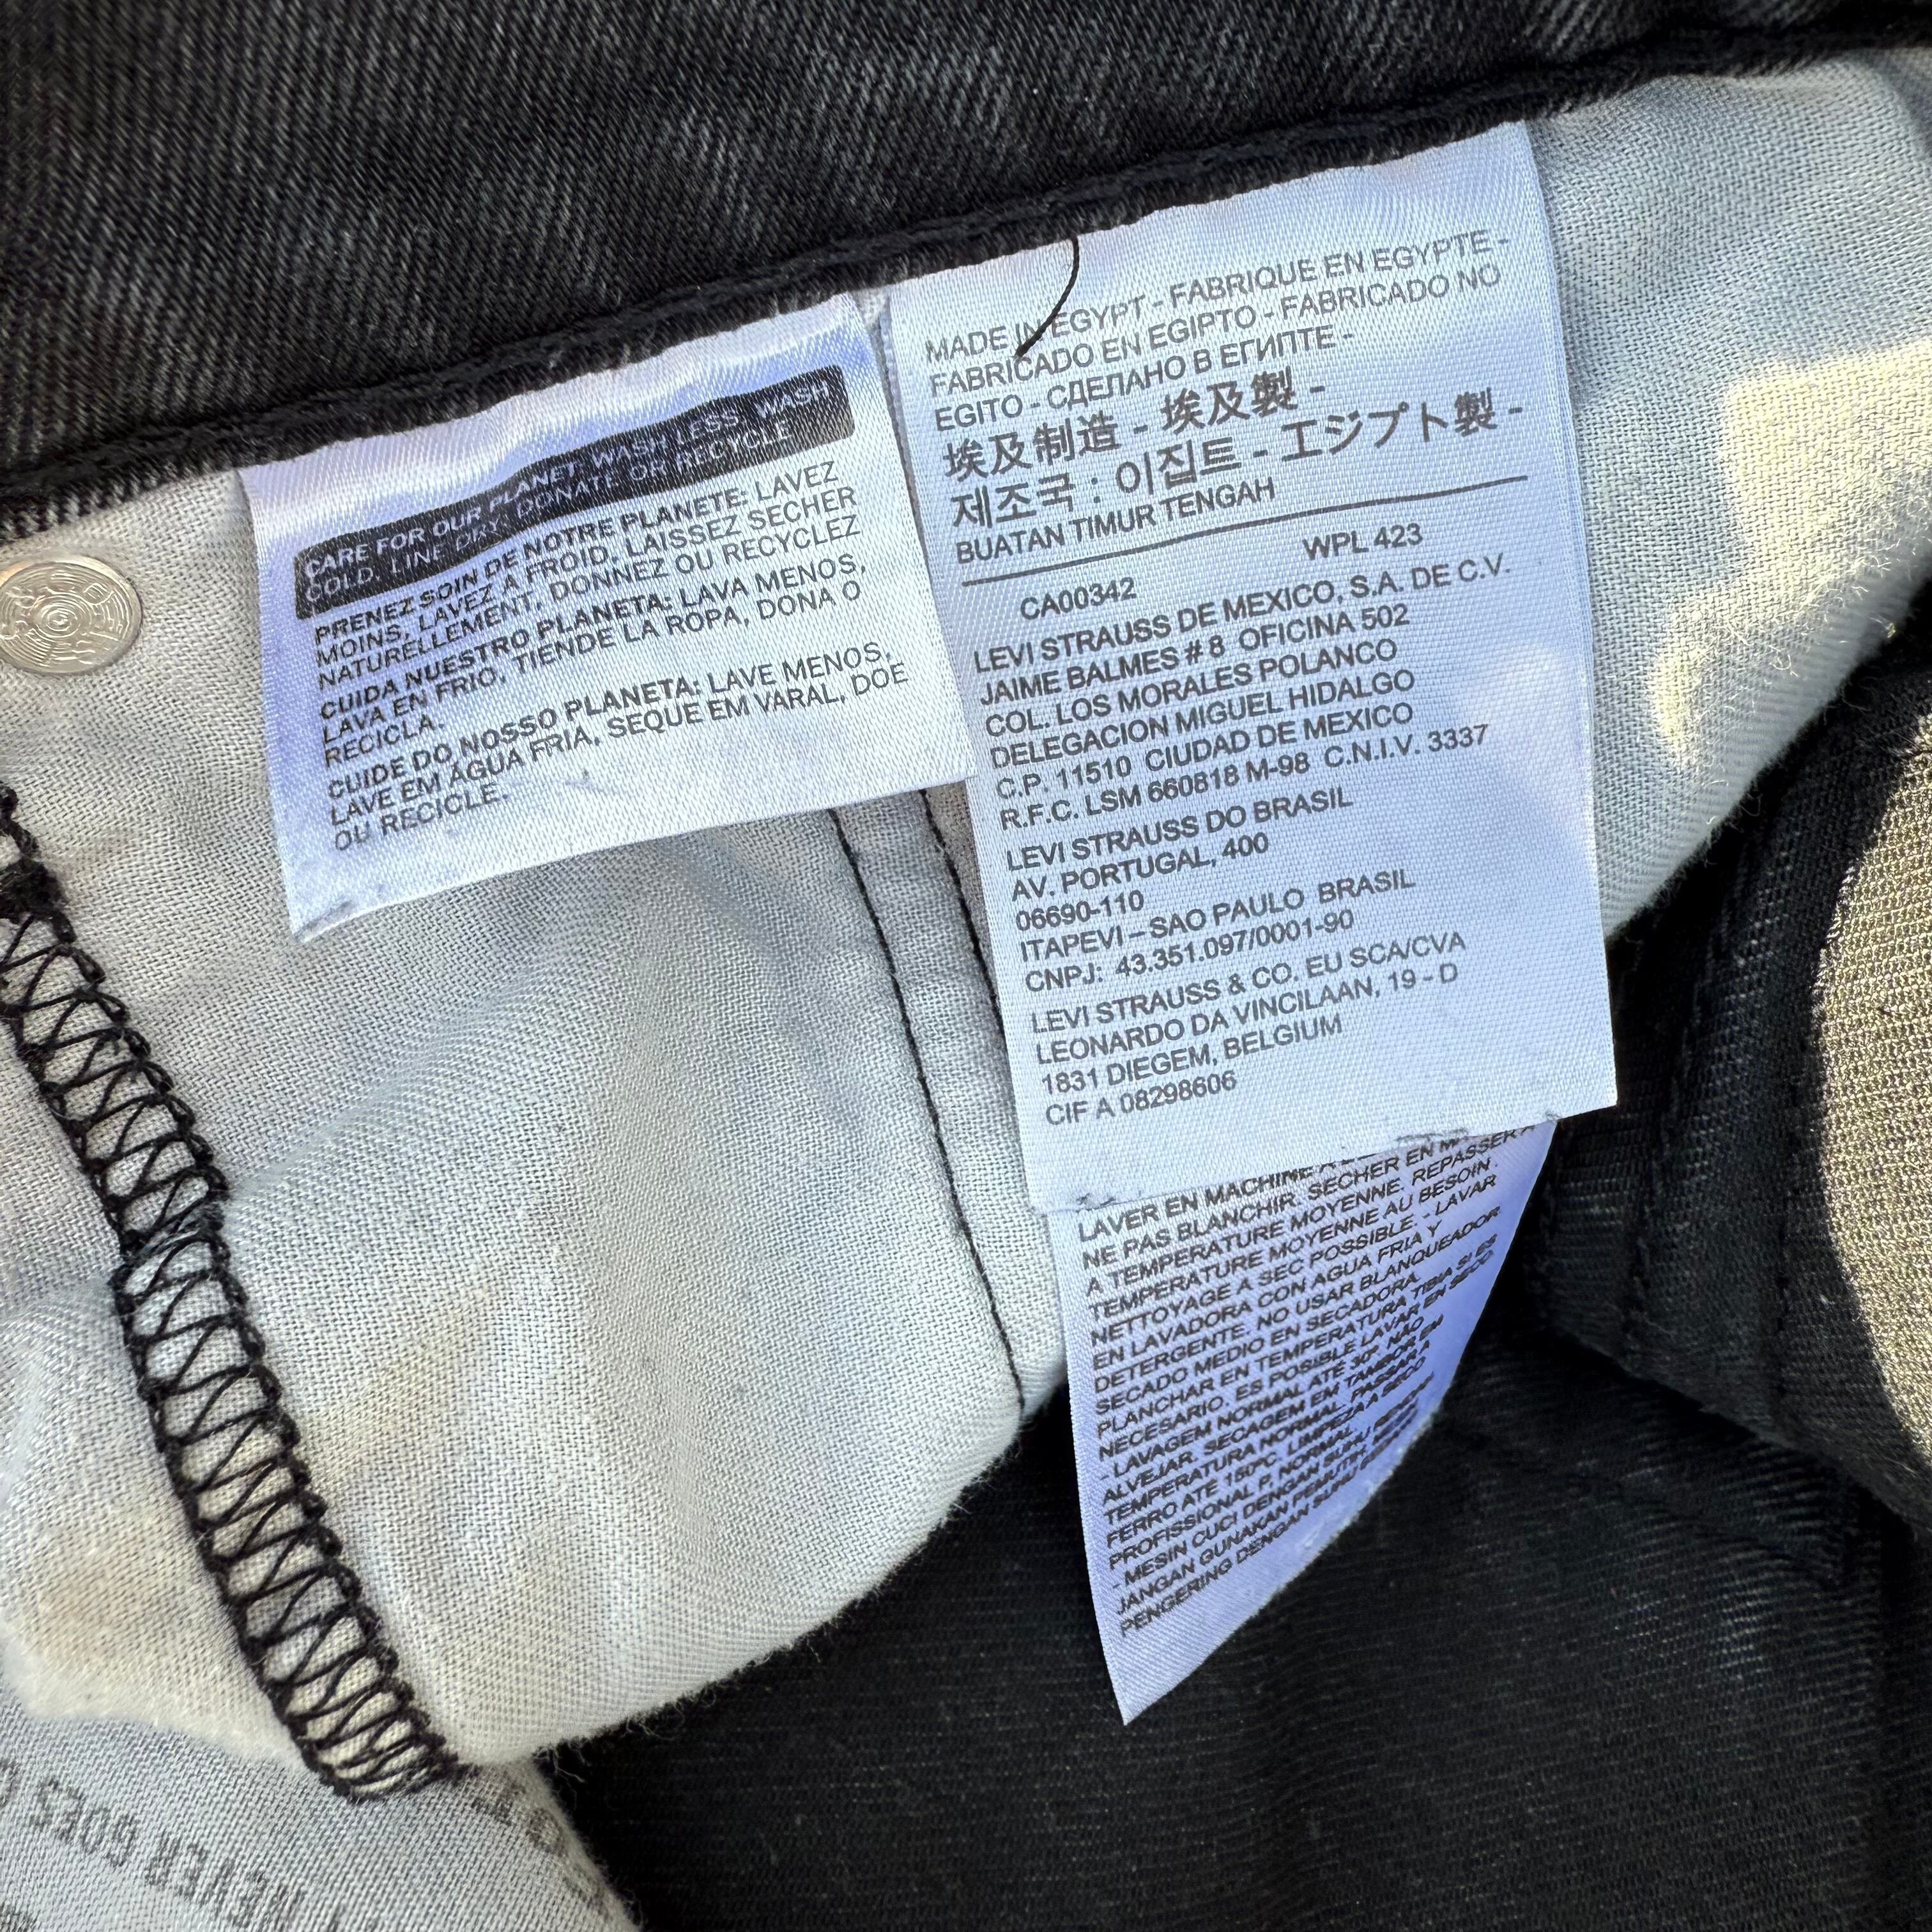 CARE FOR OUR PLANET: WASH LESS, WASH
COLD, LINE DRY, DONATE OR RECYCLE
PRENEZ SOIN DE NOTRE PLANETE: LAVEZ
MOINS, LAVEZ A FROID, LAISSEZ SECHER
NATURELLEMENT, DONNEZ OU RECYCLEZ
CUIDA NUESTRO PLANETA: LAVA MENOS,
LAVA EN FRIO, TIENDE LA ROPA, DONA O
RECICLA.
CUIDE DO NOSSO PLANETA: LAVE MENOS,
LAVE EM ÁGUA FRIA, SEQUE EM VARAL, DOE
OU RECICLE.
MADE IN EGYPT - FABRIQUE EN EGYPTE -
FABRICADO EN EGIPTO - FABRICADO NO
EGITO - СДЕЛАНО В ЕГИПТЕ -
埃及制造 - 埃及製 -
제조국 : 이집트 - エジプト製 -
BUATAN TIMUR TENGAH
WPL 423
CA00342
LEVI STRAUSS DE MEXICO, S.A. DE C.V.
JAIME BALMES # 8 OFICINA 502
COL. LOS MORALES POLANCO
DELEGACION MIGUEL HIDALGO
C.P. 11510 CIUDAD DE MEXICO
R.F.C. LSM 660818 M-98 C.N.I.V. 3337
LEVI STRAUSS DO BRASIL
AV. PORTUGAL, 400
06690-110
ITAPEVI – SAO PAULO BRASIL
CNPJ: 43.351.097/0001-90
LEVI STRAUSS & CO. EU SCA/CVA
LEONARDO DA VINCILAAN, 19 - D
1831 DIEGEM, BELGIUM
CIF A 08298606
LAVER EN MACHINE A
NE PAS BLANCHIR. SECHER EN
A TEMPERATURE MOYENNE. REPASSER A
TEMPERATURE MOYENNE AU BESOIN.
NETTOYAGE A SEC POSSIBLE. - LAVAR
EN LAVADORA CON AGUA FRIA Y
DETERGENTE. NO USAR BLANQUEADOR
SECADO MEDIO EN SECADORA.
PLANCHAR EN TEMPERATURA TIBIA SI ES
NECESARIO. ES POSIBLE LAVAR EN SECO
- LAVAGEM NORMAL ATÉ 30º. NÃO
ALVEJAR. SECAGEM EM TAMBOR EM
TEMPERATURA NORMAL. PASSAR A
FERRO ATE 150ºC. LIMPEZA A SECO
PROFISSIONAL P. NORMAL
- MESIN CUCI DENGAN SUHU RENDAH.
JANGAN GUNAKAN PEMUTIH.
PENGERING DENGAN SUHU
NEVER GOES